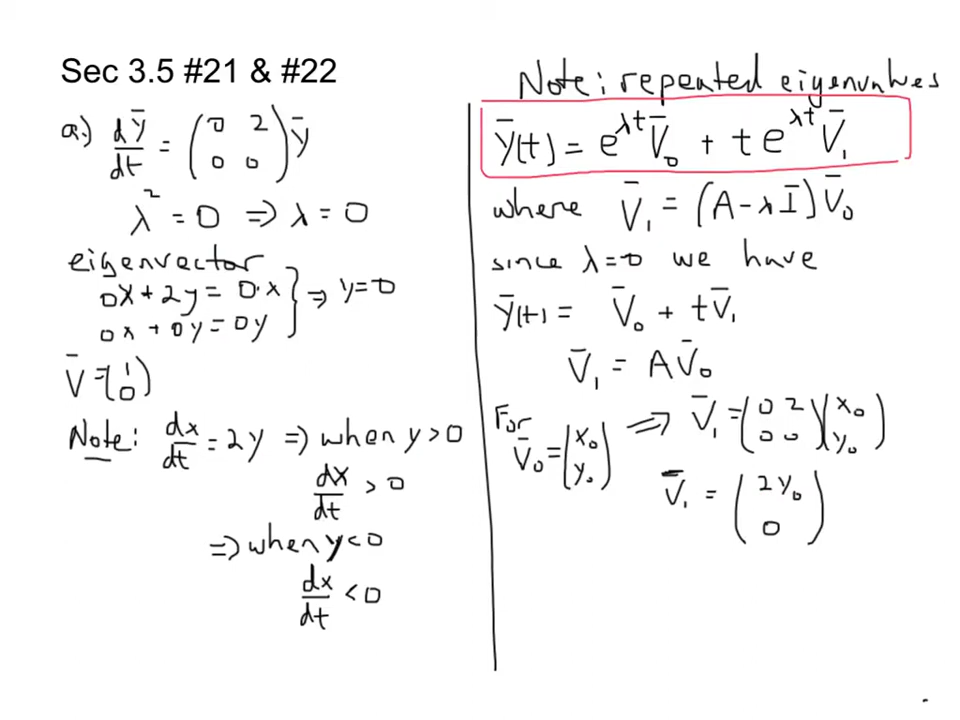 Sec 3.5 #21 & #22
a.) dȲ/dt = (0 2 / 0 0) Ȳ
λ² = 0 ⇒ λ = 0
eigenvector
0x + 2y = 0·x } ⇒ y = 0
0x + 0y = 0y
V̄ = (1 / 0)
Note: dx/dt = 2y ⇒ when y > 0
dx/dt > 0
⇒ when y < 0
dx/dt < 0
Note: repeated eigenvalues
Ȳ(t) = e^{λt} V̄₀ + t e^{λt} V̄₁
where V̄₁ = (A - λI) V̄₀
since λ = 0 we have
Ȳ(t) = V̄₀ + tV̄₁
V̄₁ = AV̄₀
For
V̄₀ = (x₀ / y₀) ⇒ V̄₁ = (0 2 / 0 0)(x₀ / y₀)
V̄₁ = (2y₀ / 0)